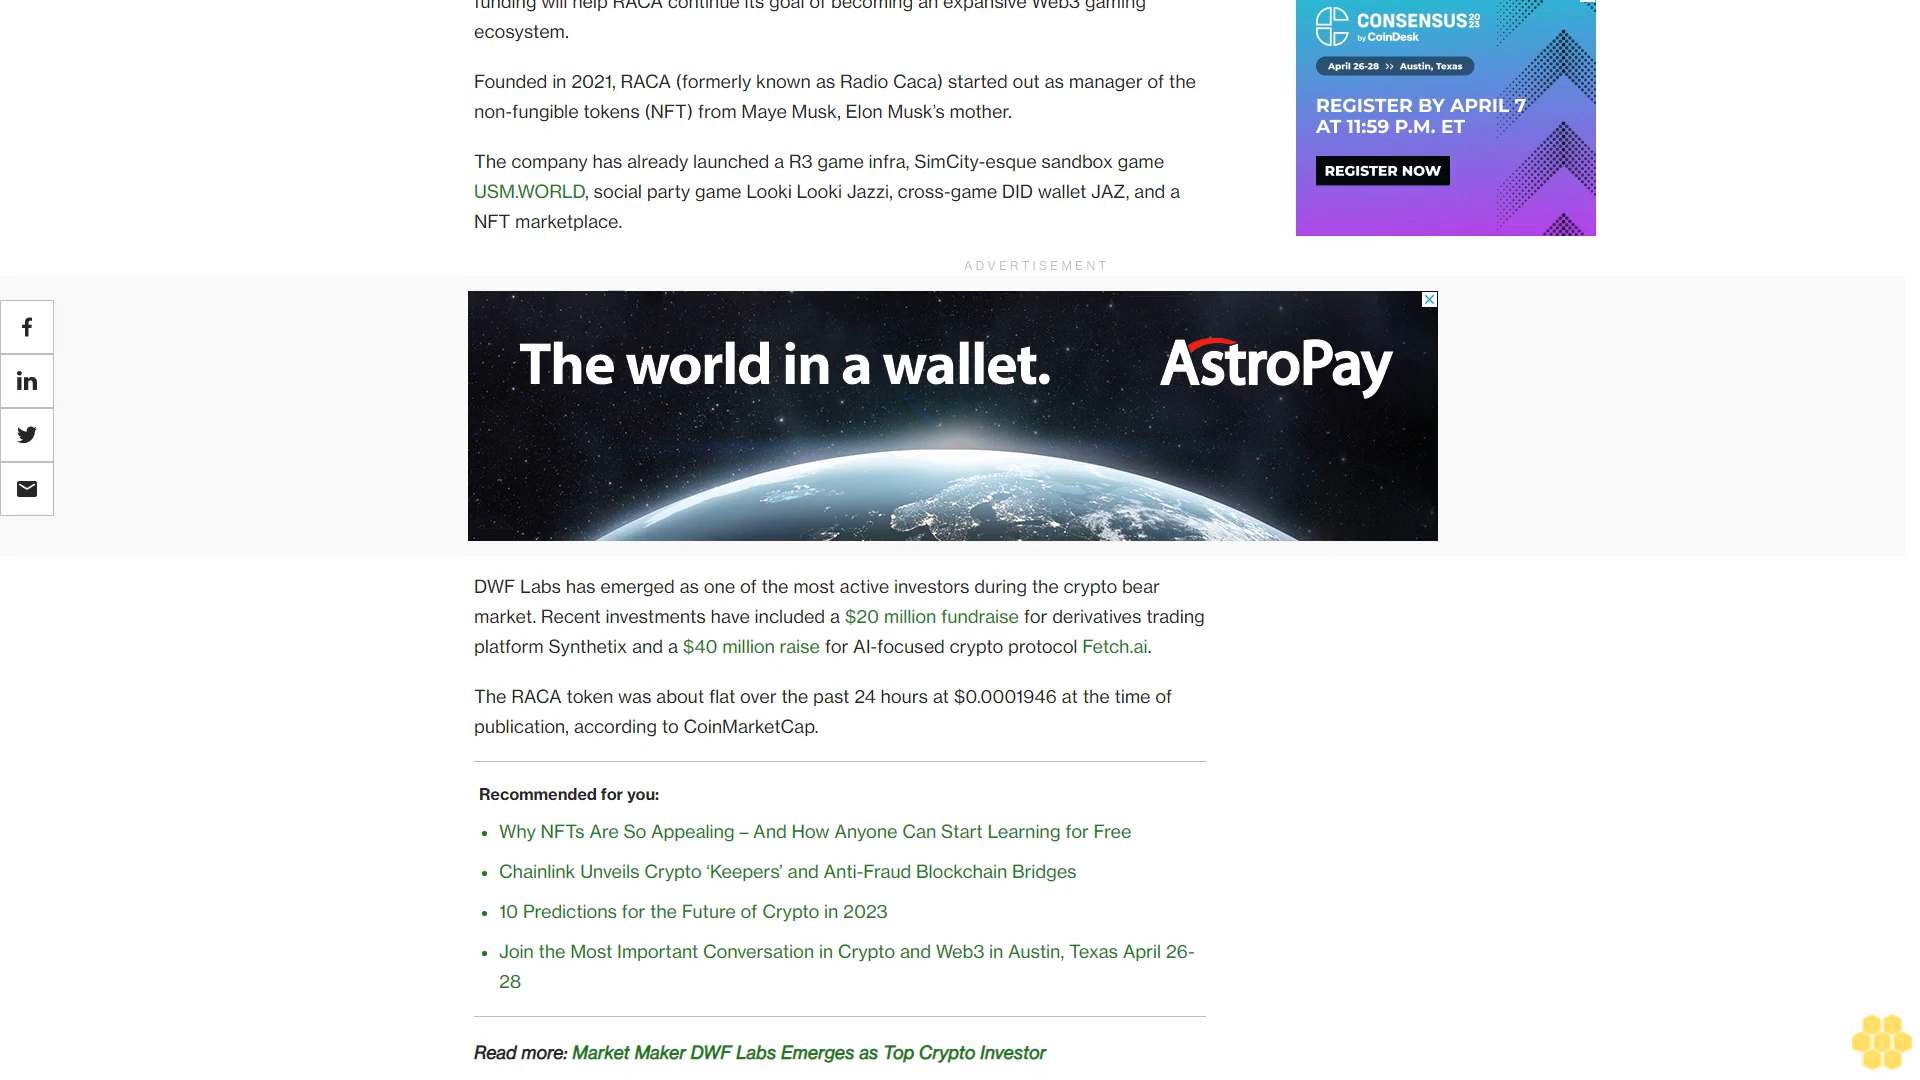 funding will help RACA continue its goal of becoming an expansive Web3 gaming
ecosystem.
Founded in 2021, RACA (formerly known as Radio Caca) started out as manager of the
non-fungible tokens (NFT) from Maye Musk, Elon Musk’s mother.
The company has already launched a R3 game infra, SimCity-esque sandbox game
USM.WORLD, social party game Looki Looki Jazzi, cross-game DID wallet JAZ, and a
NFT marketplace.
CONSENSUS 2023
by CoinDesk
April 26-28 >> Austin, Texas
REGISTER BY APRIL 7
AT 11:59 P.M. ET
REGISTER NOW
ADVERTISEMENT
The world in a wallet.
AstroPay
DWF Labs has emerged as one of the most active investors during the crypto bear
market. Recent investments have included a $20 million fundraise for derivatives trading
platform Synthetix and a $40 million raise for AI-focused crypto protocol Fetch.ai.
The RACA token was about flat over the past 24 hours at $0.0001946 at the time of
publication, according to CoinMarketCap.
Recommended for you:
• Why NFTs Are So Appealing – And How Anyone Can Start Learning for Free
• Chainlink Unveils Crypto ‘Keepers’ and Anti-Fraud Blockchain Bridges
• 10 Predictions for the Future of Crypto in 2023
• Join the Most Important Conversation in Crypto and Web3 in Austin, Texas April 26-
28
Read more: Market Maker DWF Labs Emerges as Top Crypto Investor